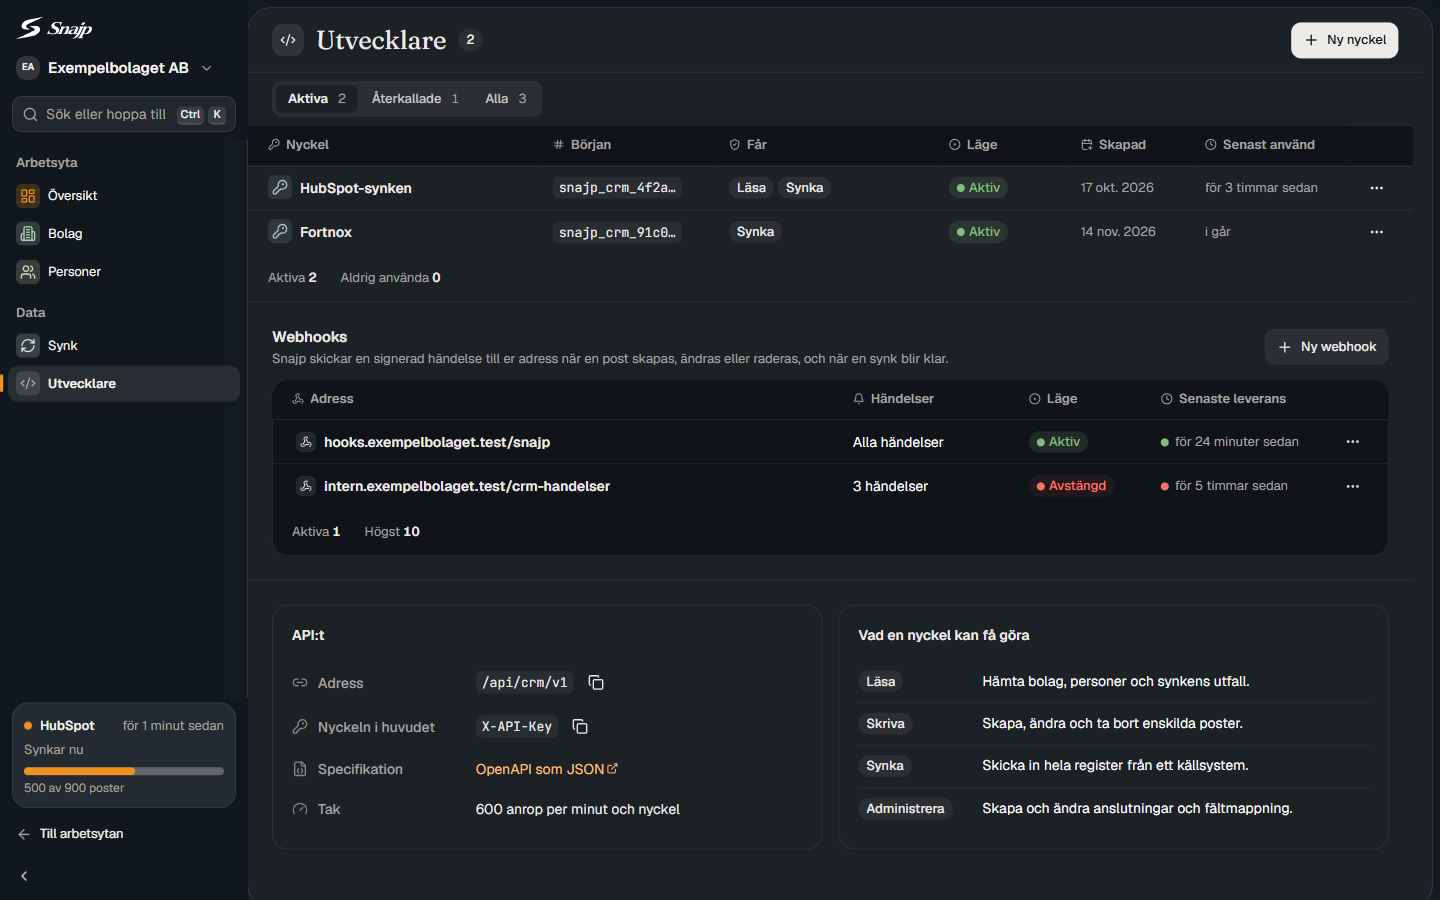 Snajp
EA Exempelbolaget AB
Sök eller hoppa till Ctrl K
Arbetsyta
Översikt
Bolag
Personer
Data
Synk
Utvecklare
HubSpot för 1 minut sedan
Synkar nu
500 av 900 poster
Till arbetsytan
Utvecklare 2
Ny nyckel
Aktiva 2 Återkallade 1 Alla 3
Nyckel Början Får Läge Skapad Senast använd
HubSpot-synken snajp_crm_4f2a… Läsa Synka Aktiv 17 okt. 2026 för 3 timmar sedan
Fortnox snajp_crm_91c0… Synka Aktiv 14 nov. 2026 i går
Aktiva 2 Aldrig använda 0
Webhooks
Snajp skickar en signerad händelse till er adress när en post skapas, ändras eller raderas, och när en synk blir klar.
Ny webhook
Adress Händelser Läge Senaste leverans
hooks.exempelbolaget.test/snajp Alla händelser Aktiv för 24 minuter sedan
intern.exempelbolaget.test/crm-handelser 3 händelser Avstängd för 5 timmar sedan
Aktiva 1 Högst 10
API:t
Adress /api/crm/v1
Nyckeln i huvudet X-API-Key
Specifikation OpenAPI som JSON
Tak 600 anrop per minut och nyckel
Vad en nyckel kan få göra
Läsa Hämta bolag, personer och synkens utfall.
Skriva Skapa, ändra och ta bort enskilda poster.
Synka Skicka in hela register från ett källsystem.
Administrera Skapa och ändra anslutningar och fältmappning.